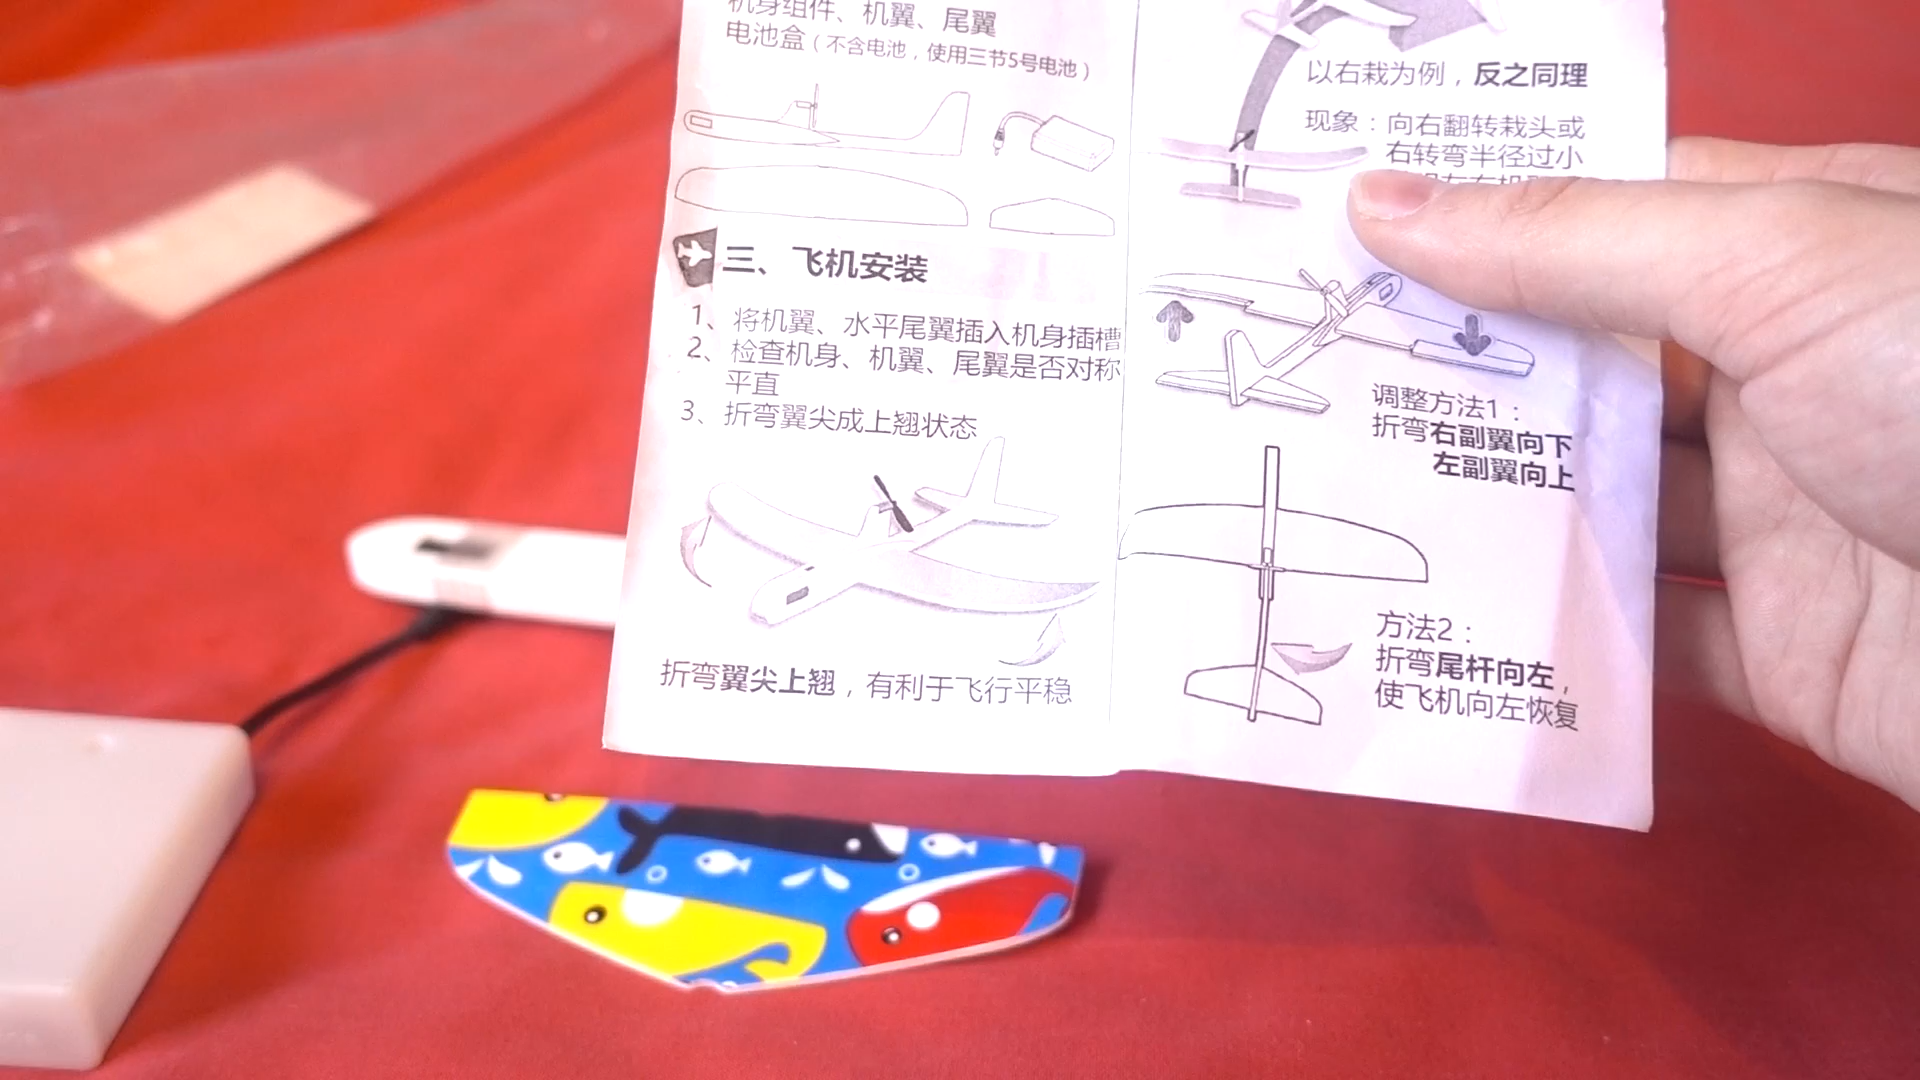 机身组件、机翼、尾翼
电池盒（不含电池，使用三节5号电池）
三、飞机安装
1、将机翼、水平尾翼插入机身插槽
2、检查机身、机翼、尾翼是否对称
平直
3、折弯翼尖成上翘状态
折弯翼尖上翘，有利于飞行平稳
以右栽为例，反之同理
现象：向右翻转栽头或
右转弯半径过小
调整方法1：
折弯右副翼向下
左副翼向上
方法2：
折弯尾杆向左，
使飞机向左恢复